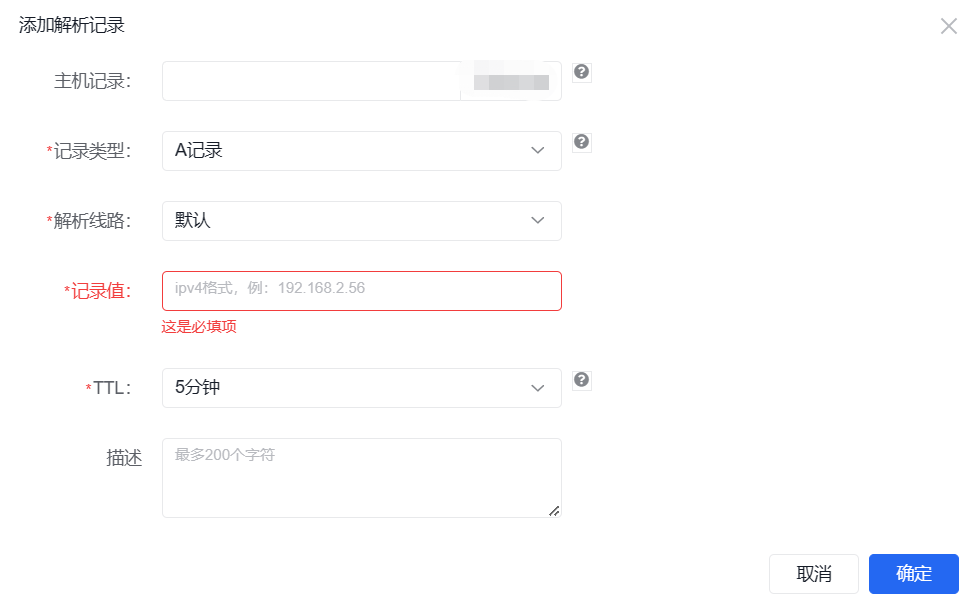 添加解析记录
主机记录：
*记录类型： A记录
*解析线路： 默认
*记录值： ipv4格式，例：192.168.2.56
这是必填项
*TTL： 5分钟
描述 最多200个字符
取消 确定